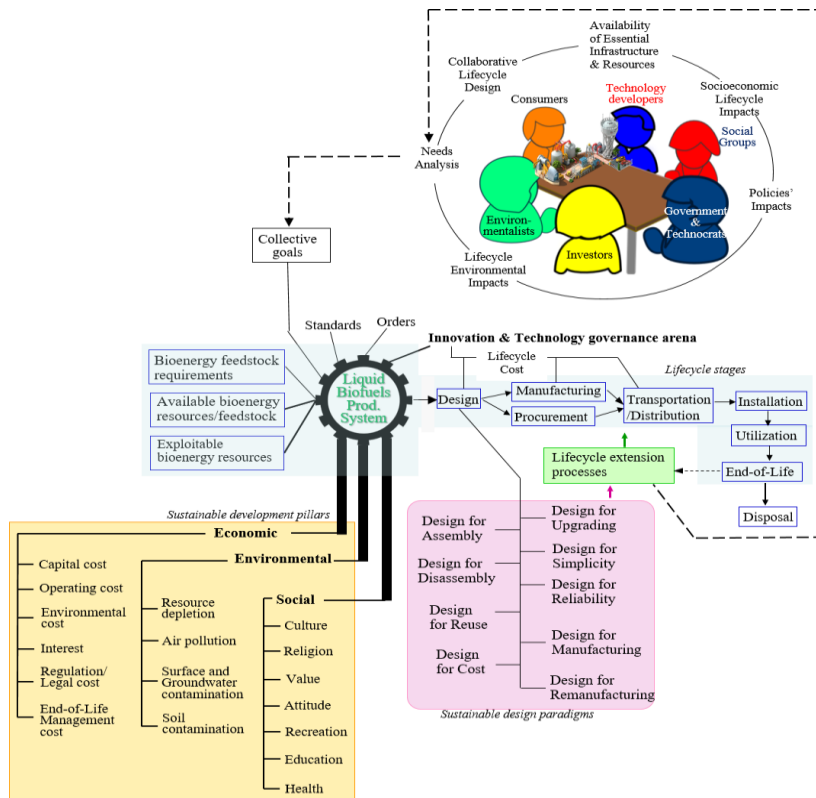 Availability
of Essential
Infrastructure
& Resources
Collaborative
Lifecycle
Design
Socioeconomic
Lifecycle
Impacts
Consumers
Technology
developers
Social
Groups
Needs
Analysis
Policies'
Impacts
Environ-
mentalists
Government
&
Technocrats
Investors
Lifecycle
Environmental
Impacts
Collective
goals
Standards
Orders
Innovation & Technology governance arena
Bioenergy feedstock
requirements
Available bioenergy
resources/feedstock
Exploitable
bioenergy resources
Liquid
Biofuels
Prod.
System
Lifecycle
Cost
Lifecycle stages
Design
Manufacturing
Procurement
Transportation
/Distribution
Installation
Utilization
End-of-Life
Disposal
Lifecycle extension
processes
Sustainable development pillars
Economic
Capital cost
Operating cost
Environmental
cost
Interest
Regulation/
Legal cost
End-of-Life
Management
cost
Environmental
Resource
depletion
Air pollution
Surface and
Groundwater
contamination
Soil
contamination
Social
Culture
Religion
Value
Attitude
Recreation
Education
Health
Design for
Assembly
Design for
Disassembly
Design
for Reuse
Design
for Cost
Design for
Upgrading
Design for
Simplicity
Design for
Reliability
Design for
Manufacturing
Design for
Remanufacturing
Sustainable design paradigms